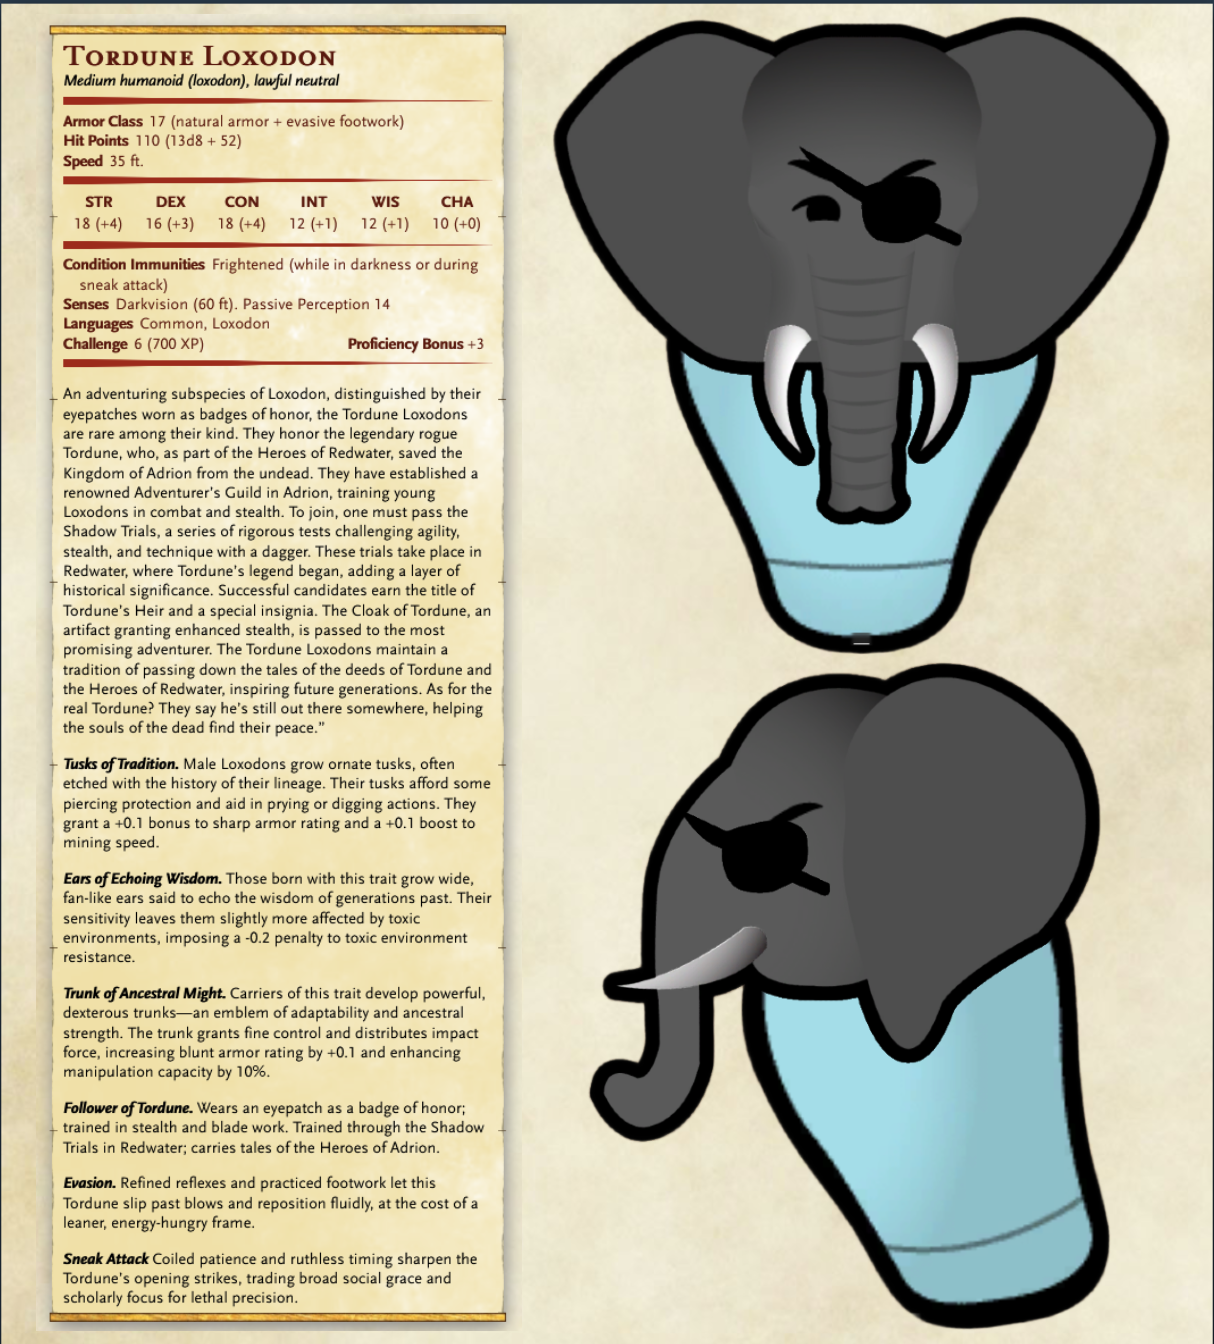 Tordune Loxodon
Medium humanoid (loxodon), lawful neutral
Armor Class 17 (natural armor + evasive footwork)
Hit Points 110 (13d8 + 52)
Speed 35 ft.
STR DEX CON INT WIS CHA
18 (+4) 16 (+3) 18 (+4) 12 (+1) 12 (+1) 10 (+0)
Condition Immunities Frightened (while in darkness or during
sneak attack)
Senses Darkvision (60 ft). Passive Perception 14
Languages Common, Loxodon
Challenge 6 (700 XP) Proficiency Bonus +3
An adventuring subspecies of Loxodon, distinguished by their
eyepatches worn as badges of honor, the Tordune Loxodons
are rare among their kind. They honor the legendary rogue
Tordune, who, as part of the Heroes of Redwater, saved the
Kingdom of Adrion from the undead. They have established a
renowned Adventurer's Guild in Adrion, training young
Loxodons in combat and stealth. To join, one must pass the
Shadow Trials, a series of rigorous tests challenging agility,
stealth, and technique with a dagger. These trials take place in
Redwater, where Tordune's legend began, adding a layer of
historical significance. Successful candidates earn the title of
Tordune's Heir and a special insignia. The Cloak of Tordune, an
artifact granting enhanced stealth, is passed to the most
promising adventurer. The Tordune Loxodons maintain a
tradition of passing down the tales of the deeds of Tordune and
the Heroes of Redwater, inspiring future generations. As for the
real Tordune? They say he's still out there somewhere, helping
the souls of the dead find their peace.”
Tusks of Tradition. Male Loxodons grow ornate tusks, often
etched with the history of their lineage. Their tusks afford some
piercing protection and aid in prying or digging actions. They
grant a +0.1 bonus to sharp armor rating and a +0.1 boost to
mining speed.
Ears of Echoing Wisdom. Those born with this trait grow wide,
fan-like ears said to echo the wisdom of generations past. Their
sensitivity leaves them slightly more affected by toxic
environments, imposing a -0.2 penalty to toxic environment
resistance.
Trunk of Ancestral Might. Carriers of this trait develop powerful,
dexterous trunks—an emblem of adaptability and ancestral
strength. The trunk grants fine control and distributes impact
force, increasing blunt armor rating by +0.1 and enhancing
manipulation capacity by 10%.
Follower of Tordune. Wears an eyepatch as a badge of honor;
trained in stealth and blade work. Trained through the Shadow
Trials in Redwater; carries tales of the Heroes of Adrion.
Evasion. Refined reflexes and practiced footwork let this
Tordune slip past blows and reposition fluidly, at the cost of a
leaner, energy-hungry frame.
Sneak Attack Coiled patience and ruthless timing sharpen the
Tordune's opening strikes, trading broad social grace and
scholarly focus for lethal precision.